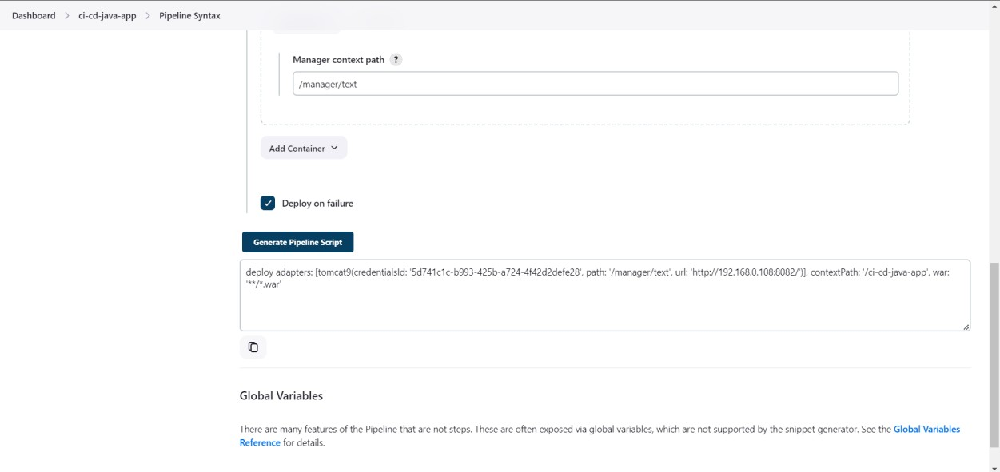 Dashboard > ci-cd-java-app > Pipeline Syntax
Manager context path ?
/manager/text
Add Container
Deploy on failure
Generate Pipeline Script
deploy adapters: [tomcat9(credentialsId: '5d741c1c-b993-425b-a724-4f42d2defe28', path: '/manager/text', url: 'http://192.168.0.108:8082/')], contextPath: '/ci-cd-java-app', war:
'**/*.war'
Global Variables
There are many features of the Pipeline that are not steps. These are often exposed via global variables, which are not supported by the snippet generator. See the Global Variables
Reference for details.